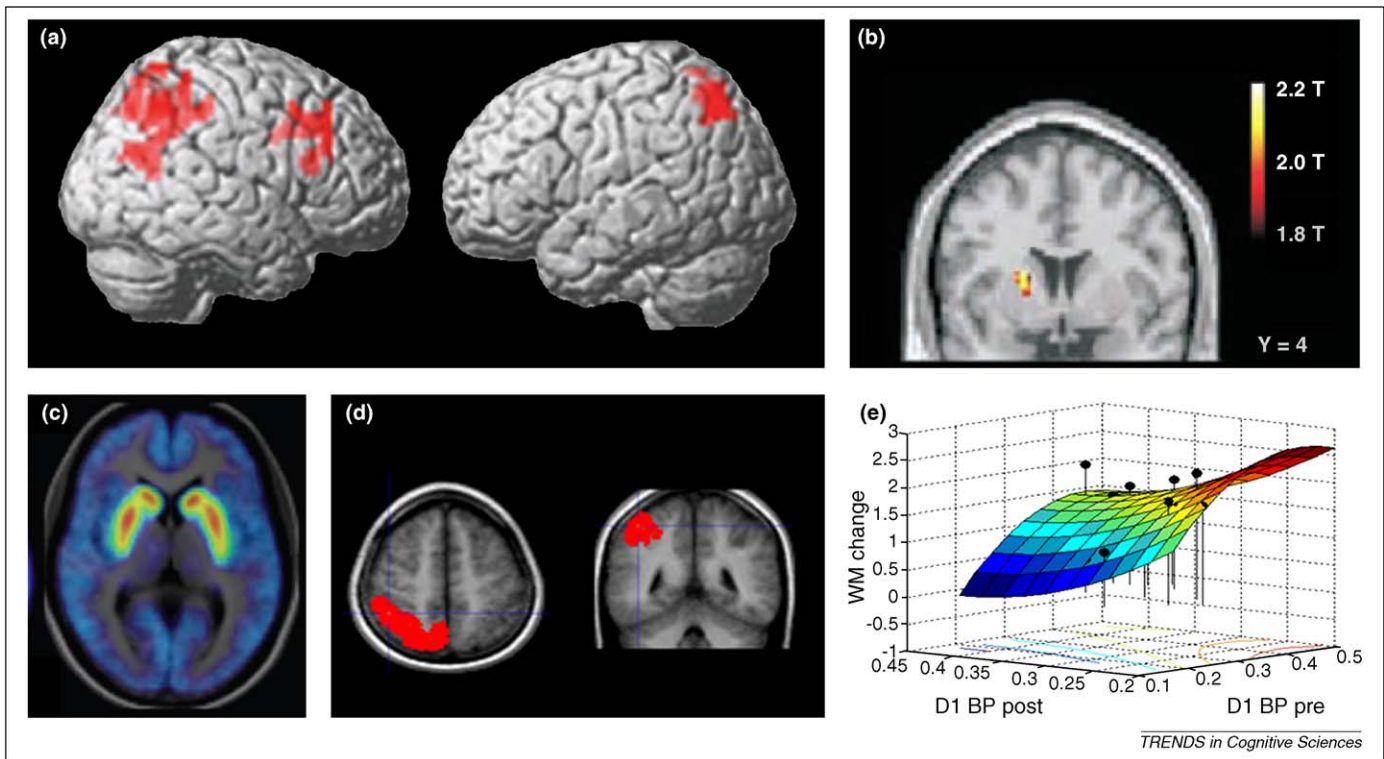 (a)
(b)
2.2 T
2.0 T
1.8 T
Y = 4
(c)
(d)
(e)
WM change
3
2.5
2
1.5
1
0.5
0
-0.5
-1
0.45 0.4 0.35 0.3 0.25 0.2
0.1 0.2 0.3 0.4 0.5
D1 BP post
D1 BP pre
TRENDS in Cognitive Sciences